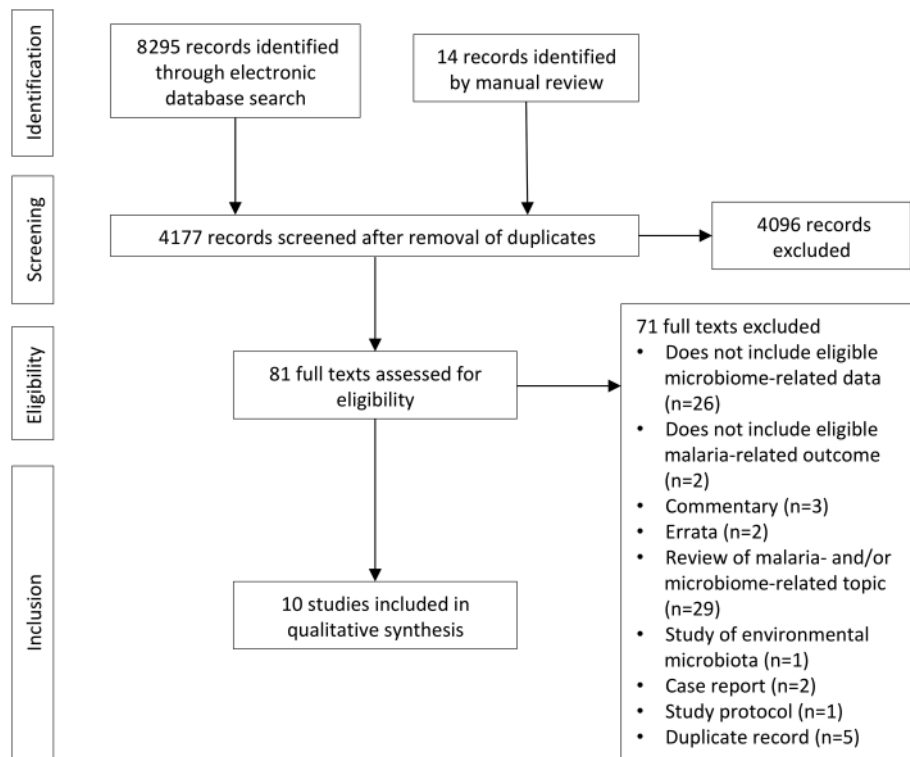 Identification
8295 records identified
through electronic
database search
14 records identified
by manual review
Screening
4177 records screened after removal of duplicates
4096 records
excluded
Eligibility
81 full texts assessed for
eligibility
71 full texts excluded
• Does not include eligible
microbiome-related data
(n=26)
• Does not include eligible
malaria-related outcome
(n=2)
• Commentary (n=3)
• Errata (n=2)
• Review of malaria- and/or
microbiome-related topic
(n=29)
• Study of environmental
microbiota (n=1)
• Case report (n=2)
• Study protocol (n=1)
• Duplicate record (n=5)
Inclusion
10 studies included in
qualitative synthesis